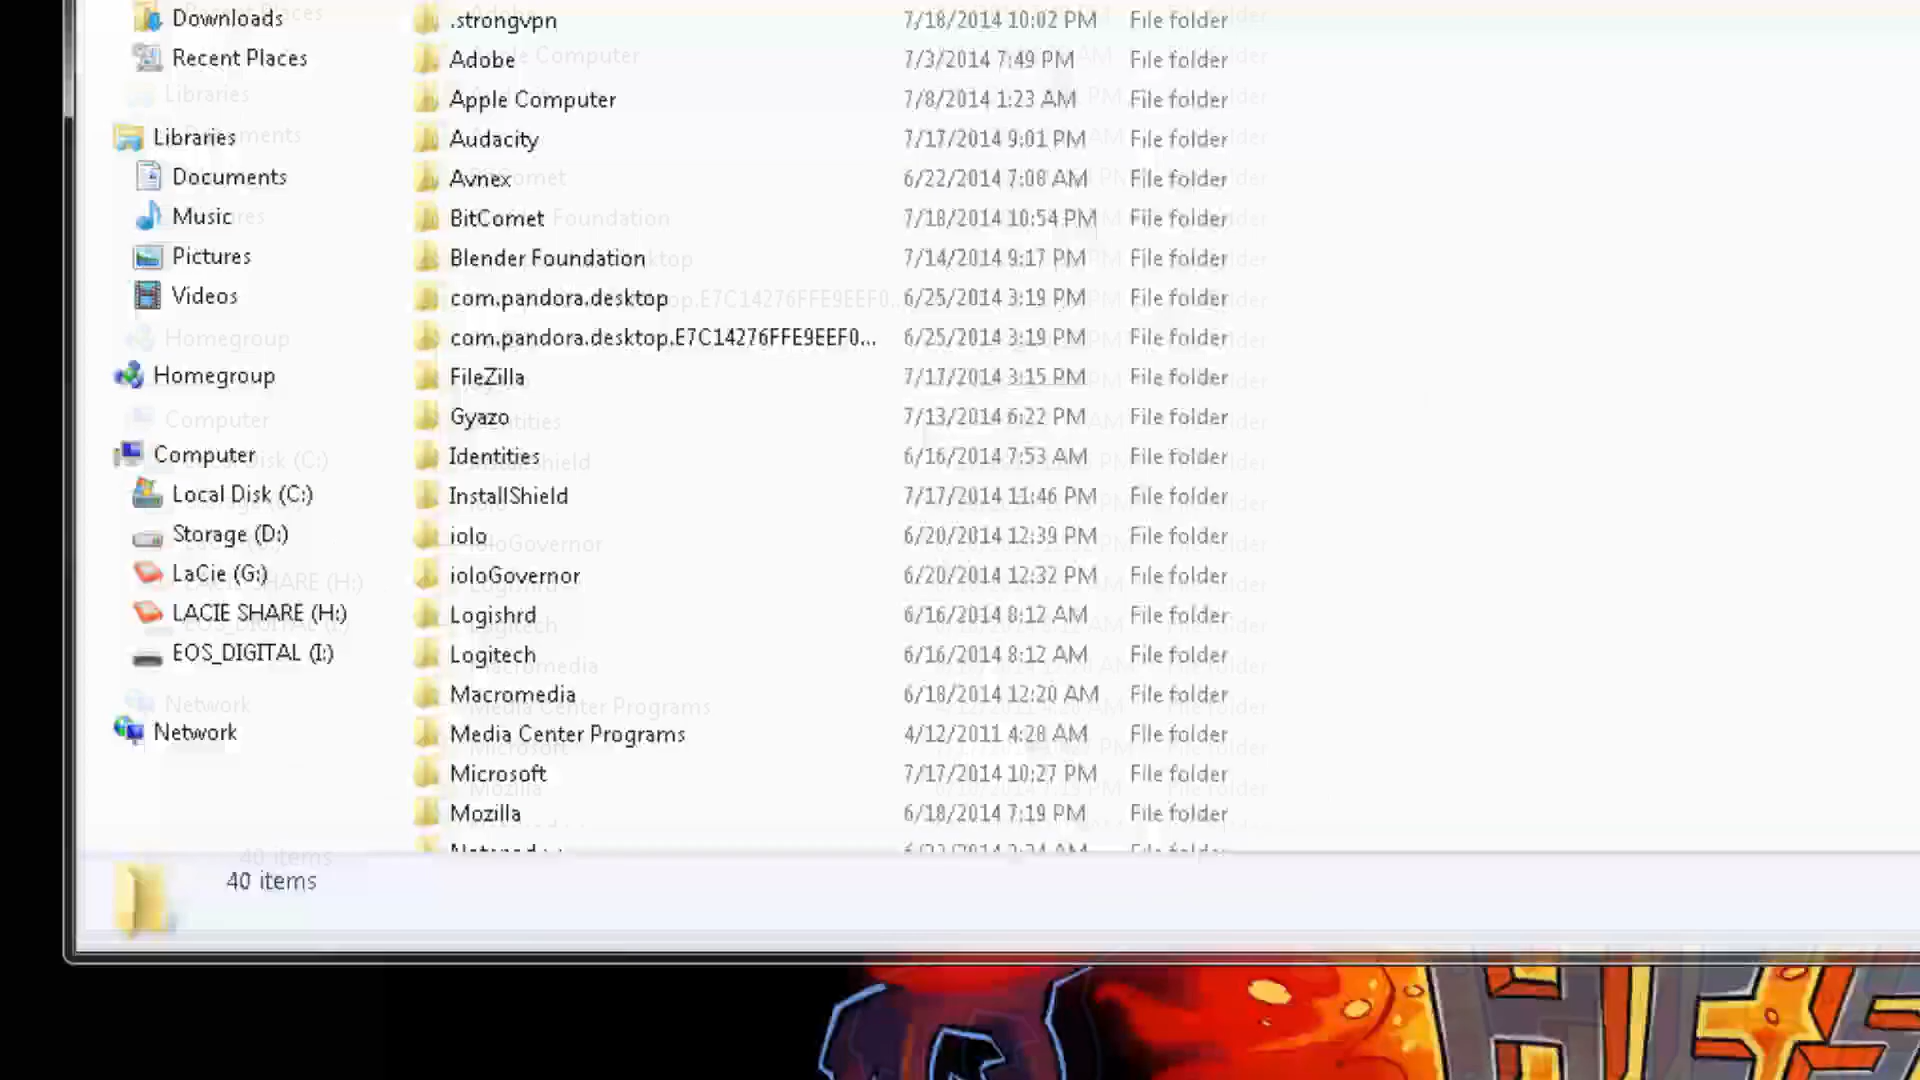 Downloads
Recent Places
Libraries
Documents
Music
Pictures
Videos
Homegroup
Computer
Local Disk (C:)
Storage (D:)
LaCie (G:)
LACIE SHARE (H:)
EOS_DIGITAL (I:)
Network
.strongvpn 7/18/2014 10:02 PM File folder
Adobe 7/3/2014 7:49 PM File folder
Apple Computer 7/8/2014 1:23 AM File folder
Audacity 7/17/2014 9:01 PM File folder
Avnex 6/22/2014 7:08 AM File folder
BitComet 7/18/2014 10:54 PM File folder
Blender Foundation 7/14/2014 9:17 PM File folder
com.pandora.desktop 6/25/2014 3:19 PM File folder
com.pandora.desktop.E7C14276FFE9EEF0... 6/25/2014 3:19 PM File folder
FileZilla 7/17/2014 3:15 PM File folder
Gyazo 7/13/2014 6:22 PM File folder
Identities 6/16/2014 7:53 AM File folder
InstallShield 7/17/2014 11:46 PM File folder
iolo 6/20/2014 12:39 PM File folder
ioloGovernor 6/20/2014 12:32 PM File folder
Logishrd 6/16/2014 8:12 AM File folder
Logitech 6/16/2014 8:12 AM File folder
Macromedia 6/18/2014 12:20 AM File folder
Media Center Programs 4/12/2011 4:28 AM File folder
Microsoft 7/17/2014 10:27 PM File folder
Mozilla 6/18/2014 7:19 PM File folder
40 items